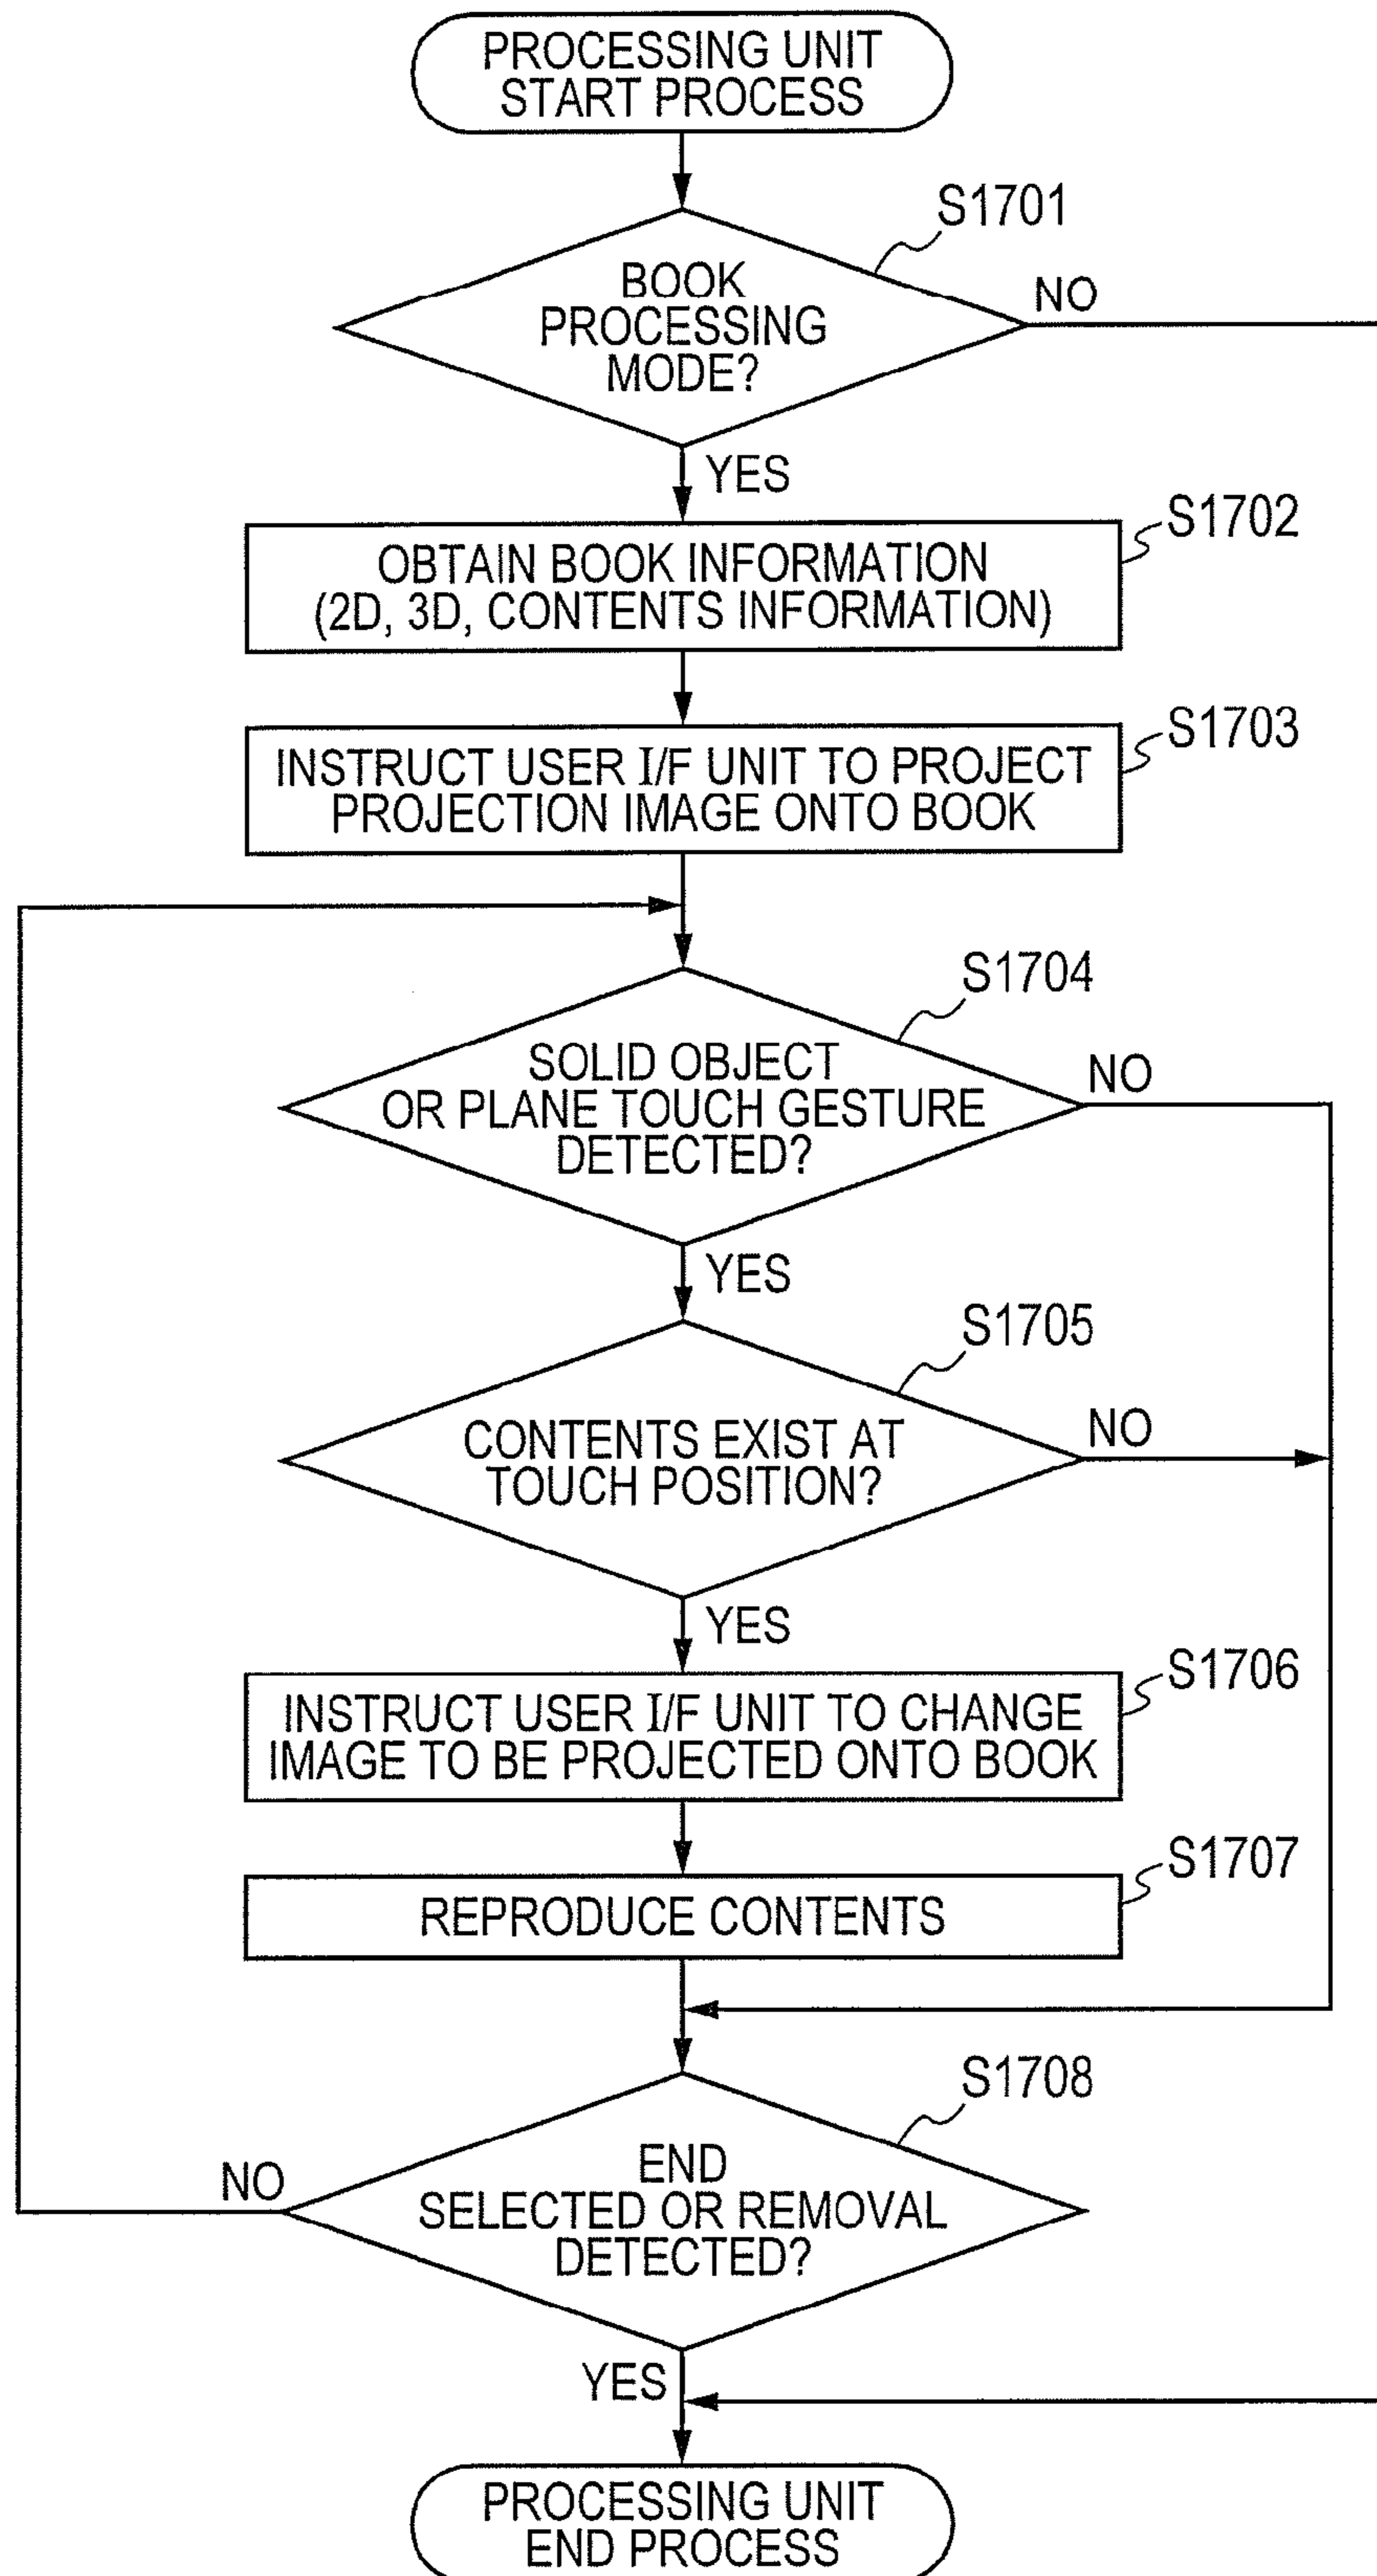 PROCESSING UNIT
START PROCESS
S1701
BOOK
PROCESSING
MODE?
NO
YES
S1702
OBTAIN BOOK INFORMATION
(2D, 3D, CONTENTS INFORMATION)
S1703
INSTRUCT USER I/F UNIT TO PROJECT
PROJECTION IMAGE ONTO BOOK
S1704
SOLID OBJECT
OR PLANE TOUCH GESTURE
DETECTED?
NO
YES
S1705
CONTENTS EXIST AT
TOUCH POSITION?
NO
YES
S1706
INSTRUCT USER I/F UNIT TO CHANGE
IMAGE TO BE PROJECTED ONTO BOOK
S1707
REPRODUCE CONTENTS
S1708
END
SELECTED OR REMOVAL
DETECTED?
NO
YES
PROCESSING UNIT
END PROCESS